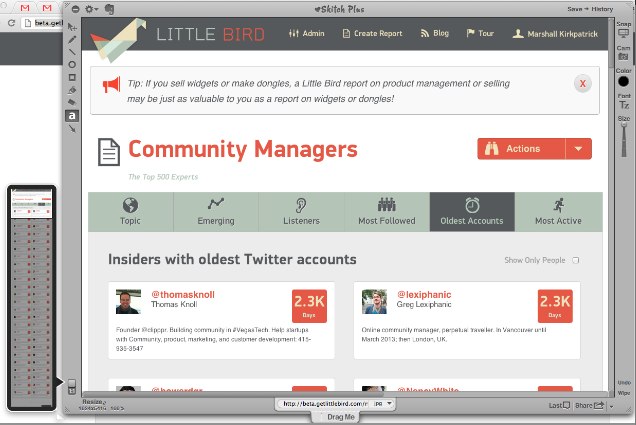 Skitch Plus
Save → History
beta.getl
LITTLE BIRD
Admin
Create Report
Blog
Tour
Marshall Kirkpatrick
Snap
Cam
Color
Font
Tz
Size
a
Tip: If you sell widgets or make dongles, a Little Bird report on product management or selling
may be just as valuable to you as a report on widgets or dongles!
X
Community Managers
Actions
The Top 500 Experts
Topic
Emerging
Listeners
Most Followed
Oldest Accounts
Most Active
Insiders with oldest Twitter accounts
Show Only People
@thomasknoll
Thomas Knoll
2.3K
Days
Founder @clippPr. Building community in #VegasTech. Help startups
with Community, product, marketing, and customer development: 415-
935-3547
@lexiphanic
Greg Lexiphanic
2.3K
Days
Online community manager, perpetual traveller. In Vancouver until
March 2013; then London, UK.
@NancyWhite
Undo
Wipe
Resize
100%
http://beta.getlittlebird.com/r
JPG
Last
Share
Drag Me